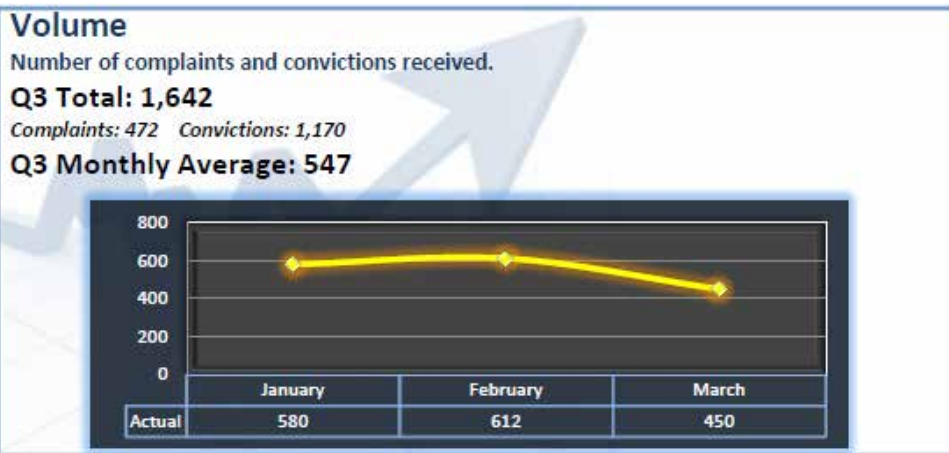 Volume
Number of complaints and convictions received.
Q3 Total: 1,642
Complaints: 472 Convictions: 1,170
Q3 Monthly Average: 547
800
600
400
200
0
January February March
Actual 580 612 450